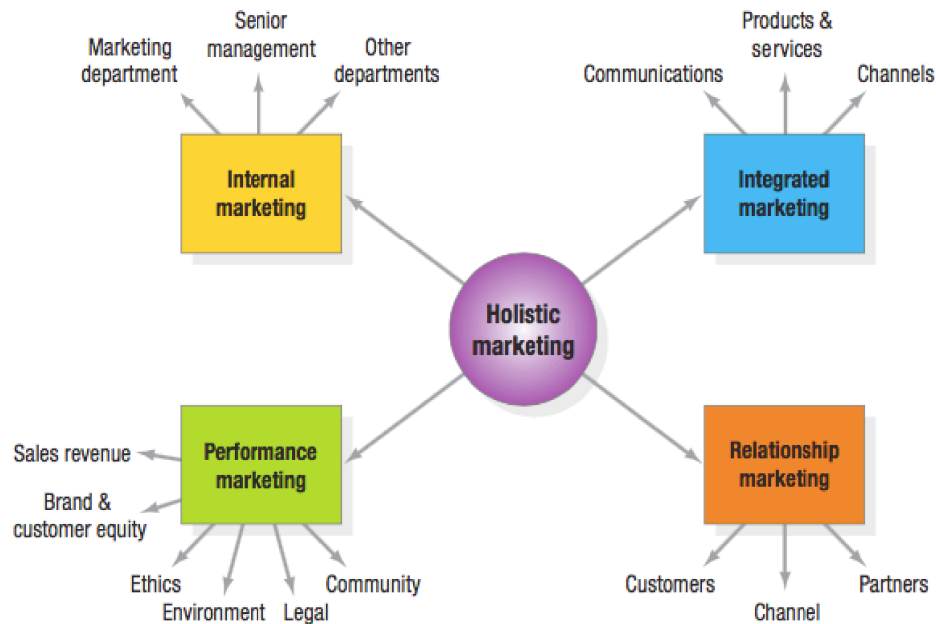 Marketing
department
Senior
management
Other
departments
Communications
Products &
services
Channels
Internal
marketing
Integrated
marketing
Holistic
marketing
Performance
marketing
Relationship
marketing
Sales revenue
Brand &
customer equity
Ethics
Environment
Legal
Community
Customers
Channel
Partners